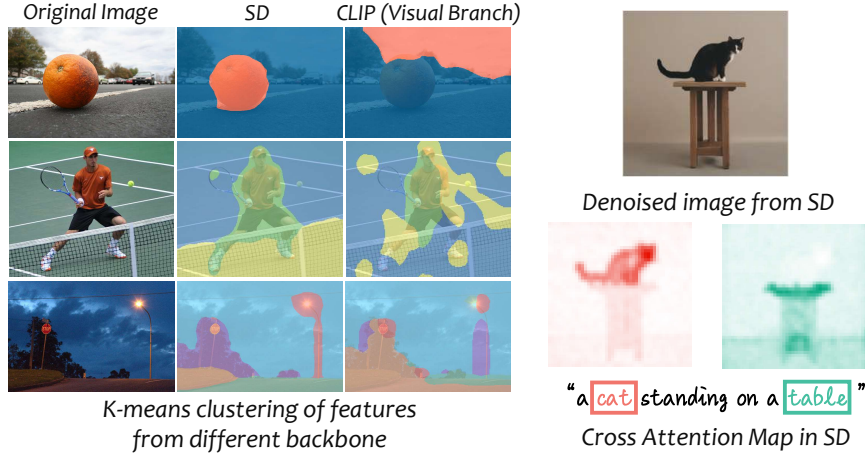 Original Image
SD
CLIP (Visual Branch)
K-means clustering of features
from different backbone
Denoised image from SD
“a cat standing on a table”
Cross Attention Map in SD